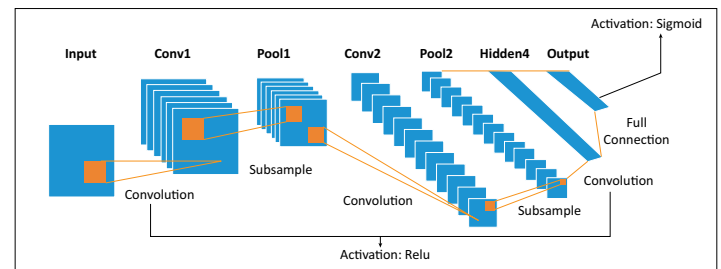 Activation: Sigmoid
Input Conv1 Pool1 Conv2 Pool2 Hidden4 Output
Full
Connection
Subsample
Convolution
Convolution
Convolution
Subsample
Activation: Relu